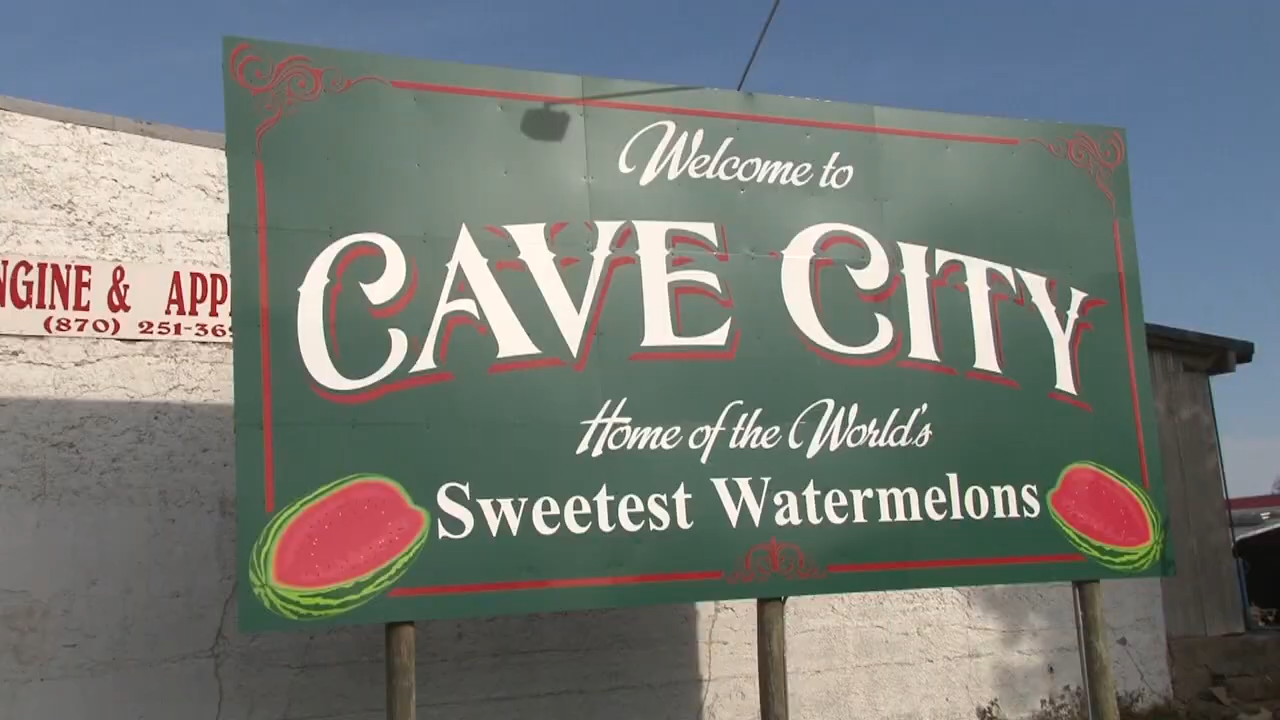 Welcome to
CAVE CITY
Home of the World's
Sweetest Watermelons
NGINE & APP
(870) 251-36